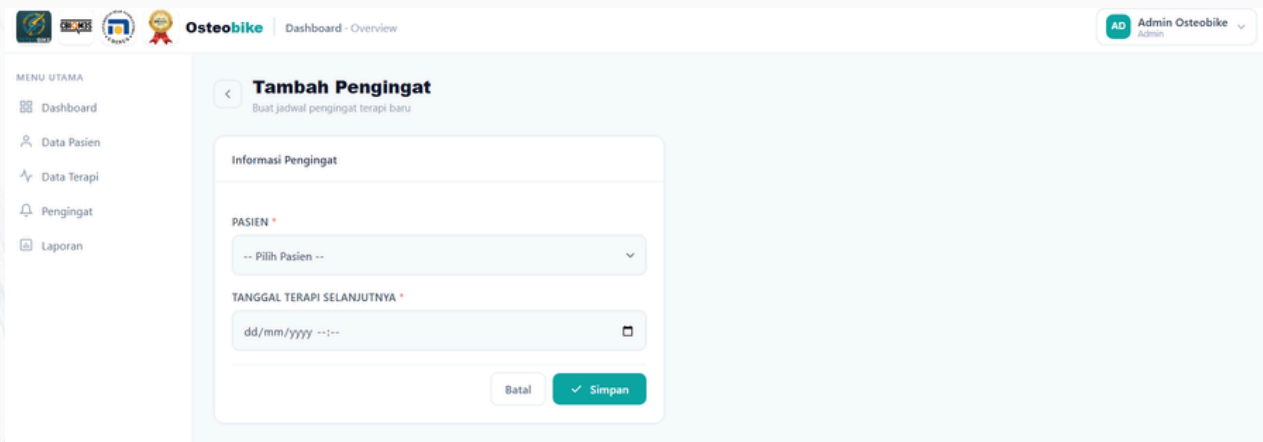 Osteobike
Dashboard - Overview
AD
Admin Osteobike
Admin
MENU UTAMA
Dashboard
Data Pasien
Data Terapi
Pengingat
Laporan
Tambah Pengingat
Buat jadwal pengingat terapi baru
Informasi Pengingat
PASIEN *
-- Pilih Pasien --
TANGGAL TERAPI SELANJUTNYA *
dd/mm/yyyy --:--
Batal
Simpan